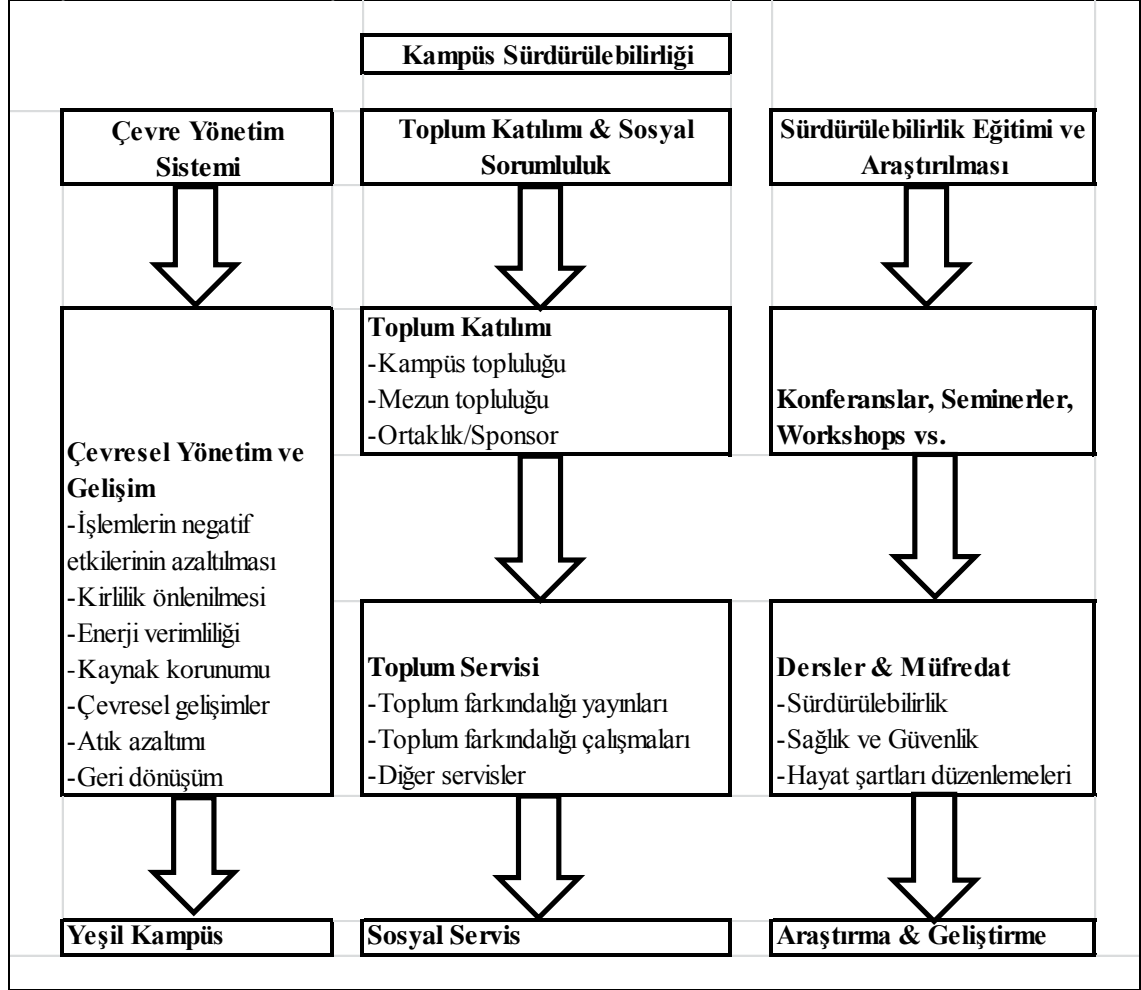 Kampüs Sürdürülebilirliği
Çevre Yönetim
Sistemi
Toplum Katılımı & Sosyal
Sorumluluk
Sürdürülebilirlik Eğitimi ve
Araştırılması
Çevresel Yönetim ve
Gelişim
-İşlemlerin negatif
etkilerinin azaltılması
-Kirlilik önlenilmesi
-Enerji verimliliği
-Kaynak korunumu
-Çevresel gelişimler
-Atık azaltımı
-Geri dönüşüm
Toplum Katılımı
-Kampüs topluluğu
-Mezun topluluğu
-Ortaklık/Sponsor
Konferanslar, Seminerler,
Workshops vs.
Toplum Servisi
-Toplum farkındalığı yayınları
-Toplum farkındalığı çalışmaları
-Diğer servisler
Dersler & Müfredat
-Sürdürülebilirlik
-Sağlık ve Güvenlik
-Hayat şartları düzenlemeleri
Yeşil Kampüs
Sosyal Servis
Araştırma & Geliştirme